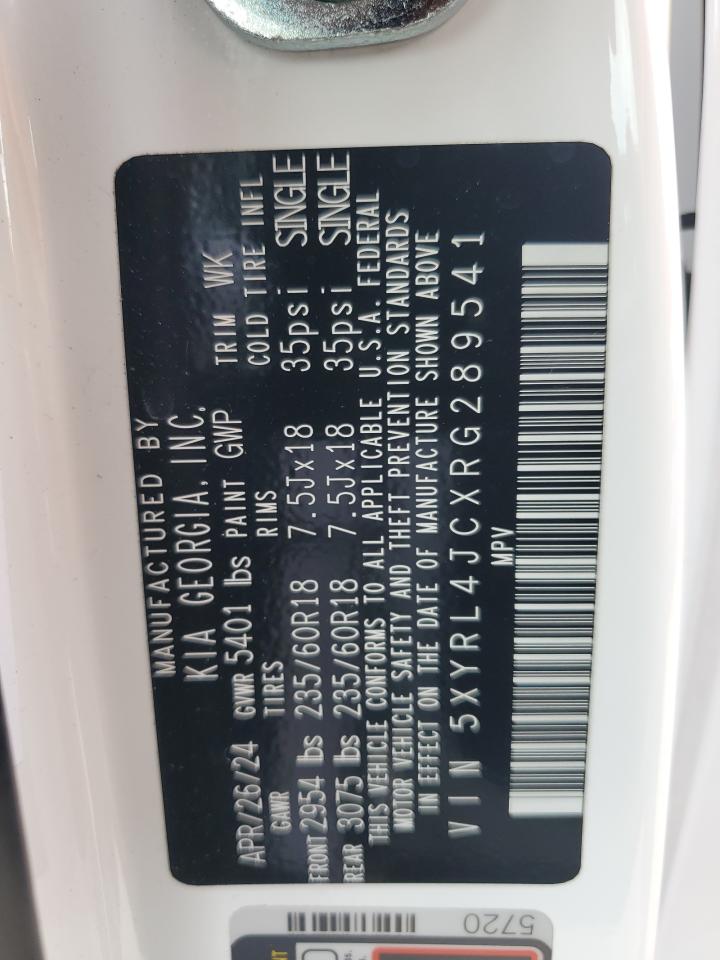 MANUFACTURED BY
KIA GEORGIA, INC.
APR/26/24 GVWR 5401 lbs PAINT GWP TRIM WK
GAWR TIRES RIMS COLD TIRE INFL
FRONT 2954 lbs 235/60R18 7.5Jx18 35psi SINGLE
REAR 3075 lbs 235/60R18 7.5Jx18 35psi SINGLE
THIS VEHICLE CONFORMS TO ALL APPLICABLE U.S.A. FEDERAL
MOTOR VEHICLE SAFETY AND THEFT PREVENTION STANDARDS
IN EFFECT ON THE DATE OF MANUFACTURE SHOWN ABOVE
VIN 5XYRL4JCXRG289541
MPV
5720